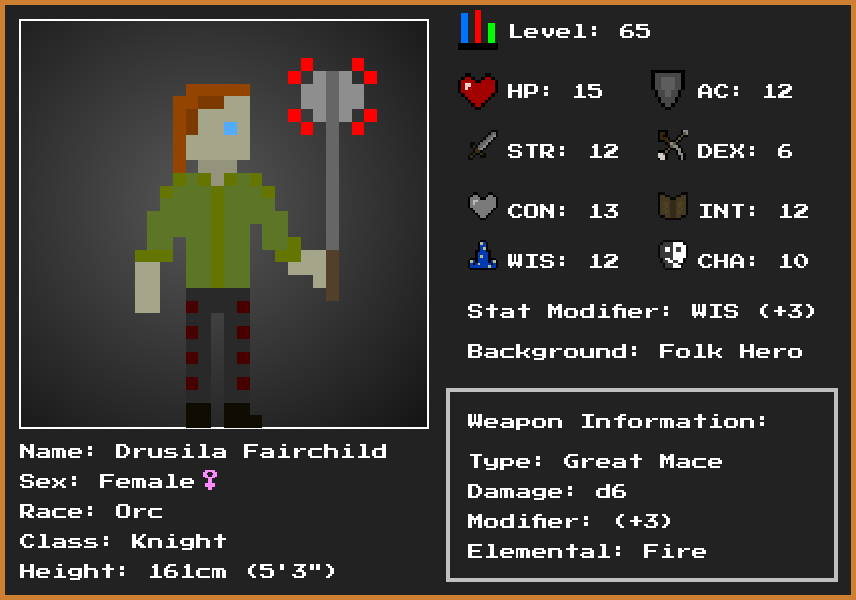 Level: 65
HP: 15
AC: 12
STR: 12
DEX: 6
CON: 13
INT: 12
WIS: 12
CHA: 10
Stat Modifier: WIS (+3)
Background: Folk Hero
Weapon Information:
Type: Great Mace
Damage: d6
Modifier: (+3)
Elemental: Fire
Name: Drusila Fairchild
Sex: Female♀
Race: Orc
Class: Knight
Height: 161cm (5'3")